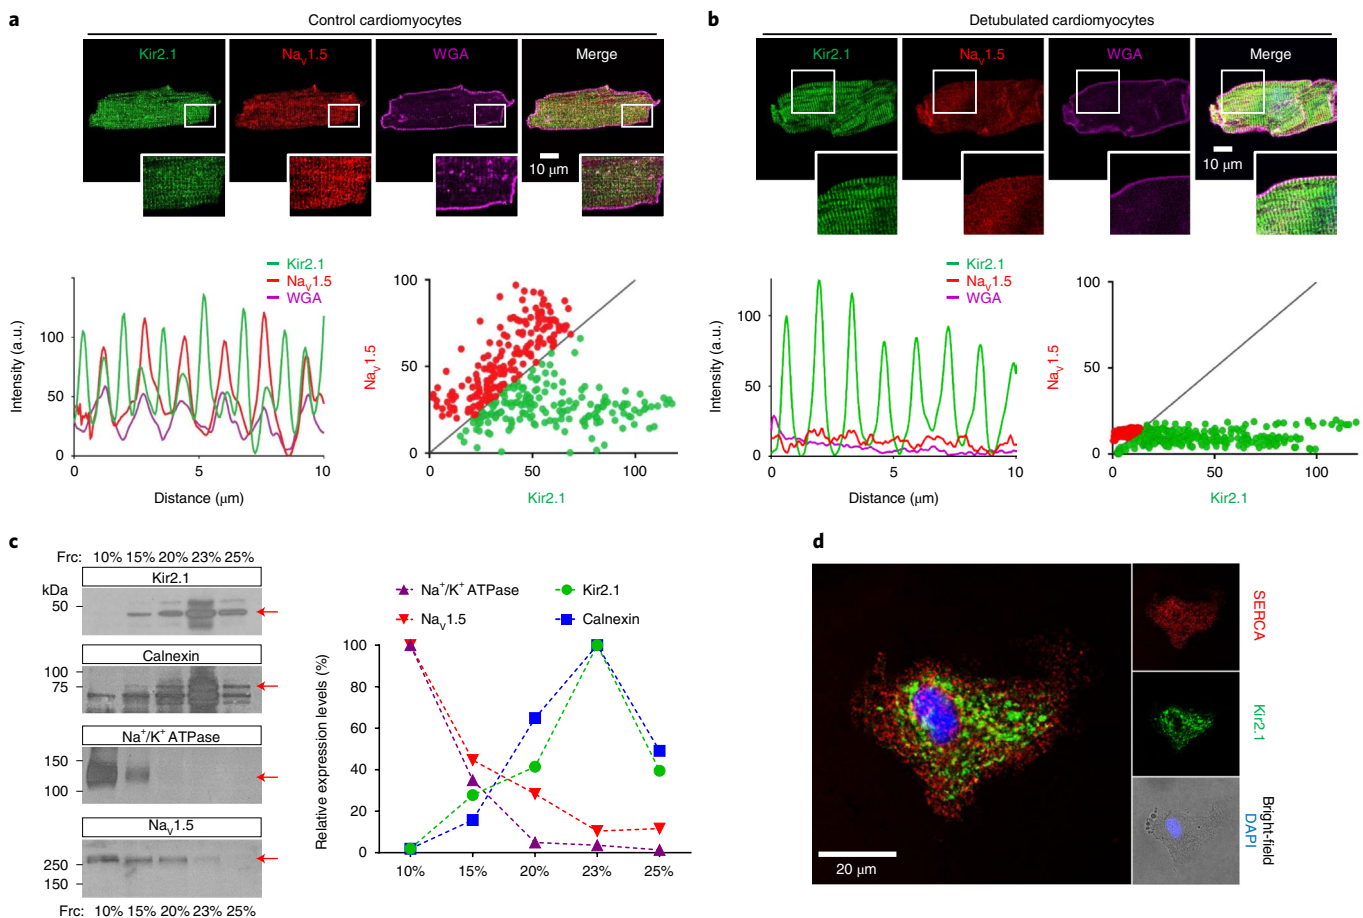 a
Control cardiomyocytes
Kir2.1
Nav1.5
WGA
Merge
10 μm
Kir2.1
Nav1.5
WGA
Intensity (a.u.)
100
50
0
0
5
10
Distance (μm)
Nav1.5
100
50
0
0
50
100
Kir2.1
b
Detubulated cardiomyocytes
Kir2.1
Nav1.5
WGA
Merge
10 μm
Kir2.1
Nav1.5
WGA
Intensity (a.u.)
100
50
0
0
5
10
Distance (μm)
Nav1.5
100
50
0
0
50
100
Kir2.1
c
Frc: 10% 15% 20% 23% 25%
Kir2.1
kDa
50
Calnexin
100
75
Na⁺/K⁺ ATPase
150
100
Nav1.5
250
150
Frc: 10% 15% 20% 23% 25%
Na⁺/K⁺ ATPase
Kir2.1
Nav1.5
Calnexin
Relative expression levels (%)
100
80
60
40
20
0
10% 15% 20% 23% 25%
d
20 μm
SERCA
Kir2.1
Bright-field
DAPI